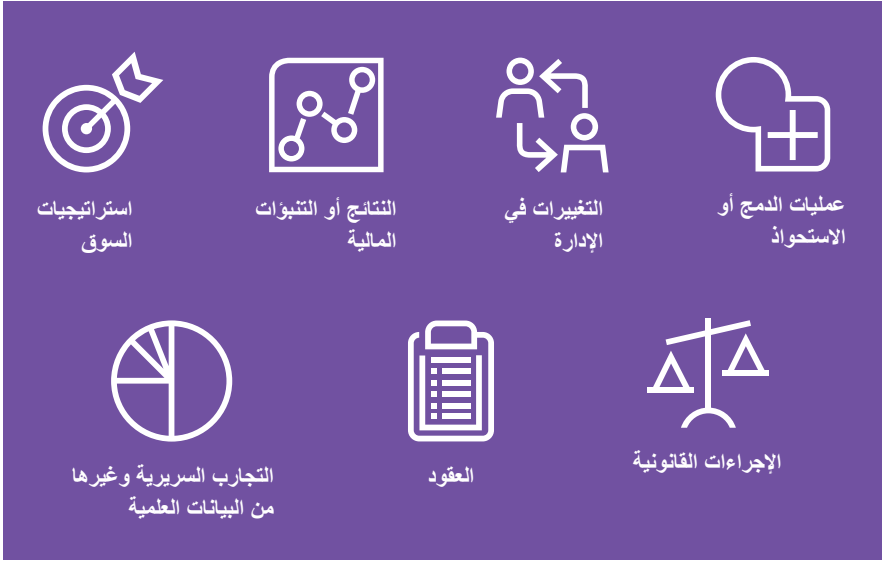 عمليات الدمج أو
الاستحواذ
التغييرات في
الإدارة
النتائج أو التنبؤات
المالية
استراتيجيات
السوق
الإجراءات القانونية
العقود
التجارب السريرية وغيرها
من البيانات العلمية